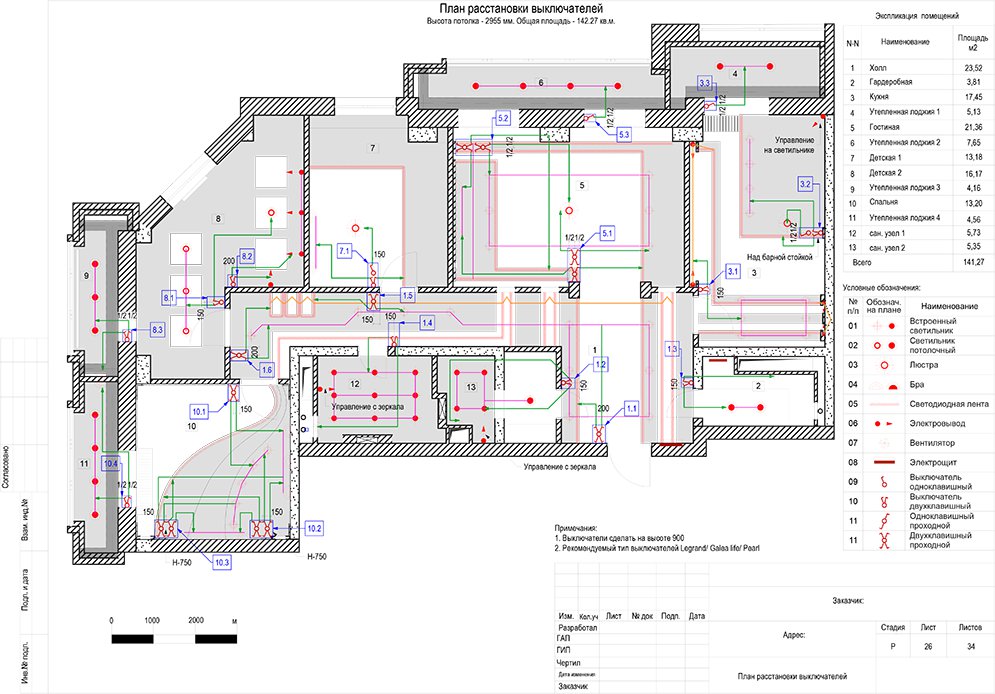 План расстановки выключателей
Высота потолка - 2955 мм. Общая площадь - 142.27 кв.м.
Экспликация помещений
N-N Наименование Площадь м2
1 Холл 23,52
2 Гардеробная 3,81
3 Кухня 17,45
4 Утепленная лоджия 1 5,13
5 Гостиная 21,36
6 Утепленная лоджия 2 7,65
7 Детская 1 13,18
8 Детская 2 16,17
9 Утепленная лоджия 3 4,16
10 Спальня 13,20
11 Утепленная лоджия 4 4,56
12 сан. узел 1 5,73
13 сан. узел 2 5,35
Всего 141,27
Условные обозначения:
№ п/п Обознач. на плане Наименование
01 Встроенный светильник
02 Светильник потолочный
03 Люстра
04 Бра
05 Светодиодная лента
06 Электровывод
07 Вентилятор
08 Электрощит
09 Выключатель одноклавишный
10 Выключатель двухклавишный
11 Одноклавишный проходной
11 Двухклавишный проходной
6
4
3.3
1/2 1/2
5.2
5.3
1/2 1/2
1/2 1/2
Управление
на светильнике
7
5
3.2
8
5.1
1/21/2
1/21/2
Над барной стойкой
3
7.1
150
8.2
200
9
8.1
150
3.1
150
1.5
150
150
1.4
1/2 1/2
8.3
200
1.6
1
1.3
1.2
150
150
12
13
2
Управление с зеркала
10.1
150
10
200
1.1
11
10.4
1/2 1/2
Управление с зеркала
150
150
10.2
10.3
H-750
H-750
Примечания:
1. Выключатели сделать на высоте 900
2. Рекомендуемый тип выключателей Legrand/ Galea life/ Pearl
0 1000 2000 м
Согласовано
Взам. инд.№
Подп. и дата
Инв.№ подл.
Изм. Кол.уч Лист № док Подп. Дата
Разработал
ГАП
ГИП
Чертил
Дата изменения
Заказчик
Заказчик:
Адрес:
Стадия Лист Листов
Р 26 34
План расстановки выключателей